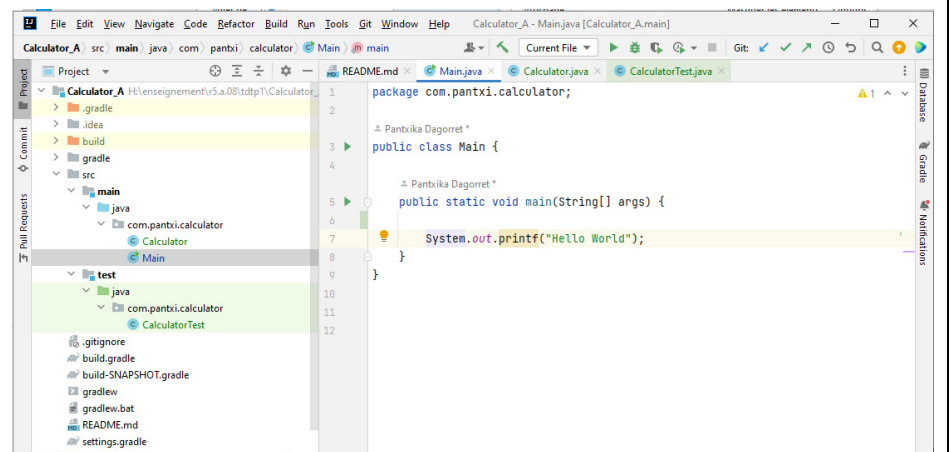 File Edit View Navigate Code Refactor Build Run Tools Git Window Help Calculator_A - Main.java [Calculator_A.main]
Calculator_A src main java com pantxi calculator Main main Current File Git:
Project README.md Main.java Calculator.java CalculatorTest.java
Project
Commit
Pull Requests
Calculator_A H:\enseignement\r5.a.08\tdtp1\Calculator_
.gradle
.idea
build
gradle
src
main
java
com.pantxi.calculator
Calculator
Main
test
java
com.pantxi.calculator
CalculatorTest
.gitignore
build.gradle
build-SNAPSHOT.gradle
gradlew
gradlew.bat
README.md
settings.gradle
1 package com.pantxi.calculator; 1
2
Pantxika Dagorret *
3 public class Main {
4
Pantxika Dagorret *
5 public static void main(String[] args) {
6
7 System.out.printf("Hello World");
8 }
9 }
10
11
12
Database
Gradle
Notifications